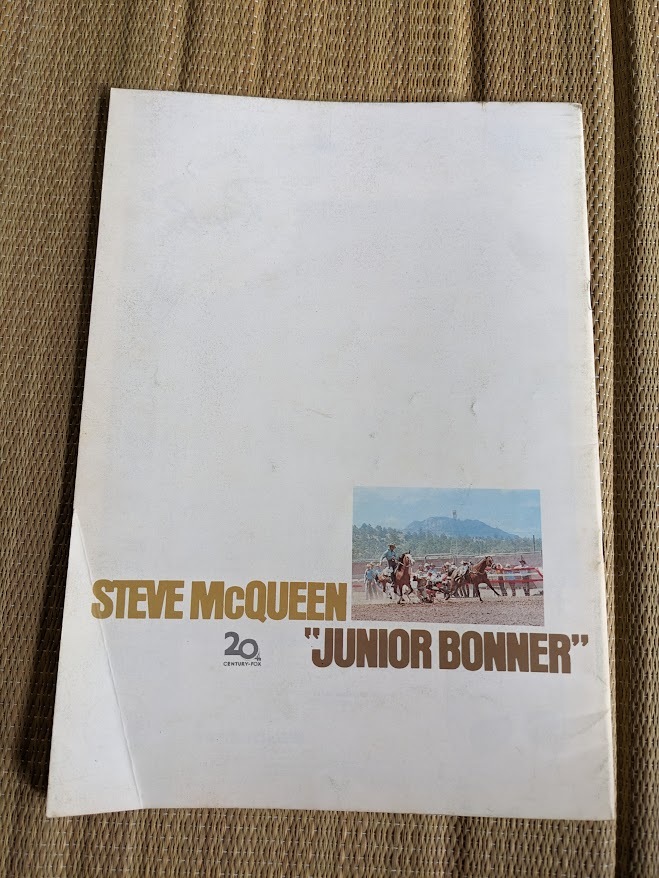 STEVE McQUEEN
"JUNIOR BONNER"
20th
CENTURY-FOX